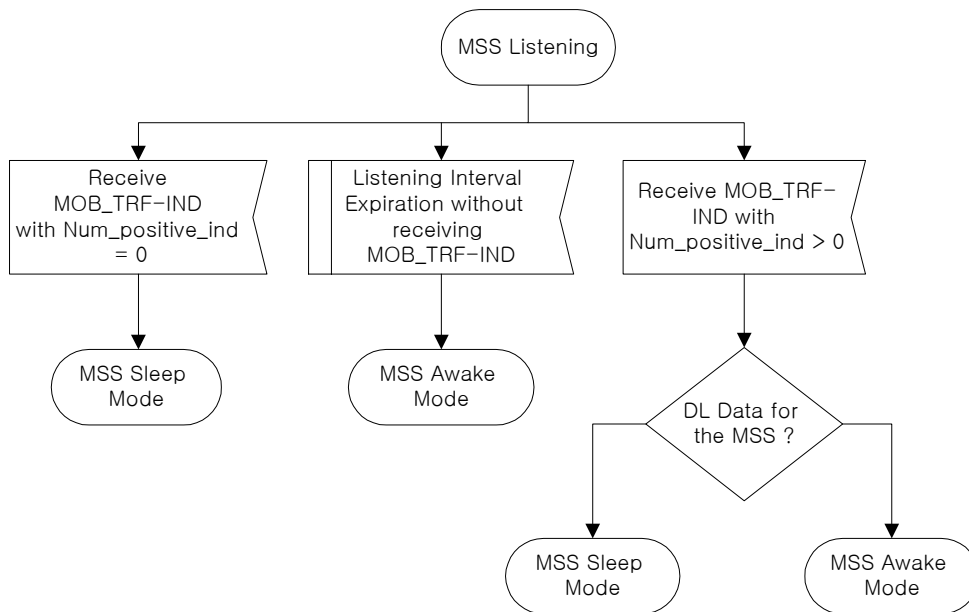 MSS Listening
Receive
MOB_TRF-IND
with Num_positive_ind
= 0
Listening Interval
Expiration without
receiving
MOB_TRF-IND
Receive MOB_TRF-
IND with
Num_positive_ind > 0
MSS Sleep
Mode
MSS Awake
Mode
DL Data for
the MSS ?
MSS Sleep
Mode
MSS Awake
Mode